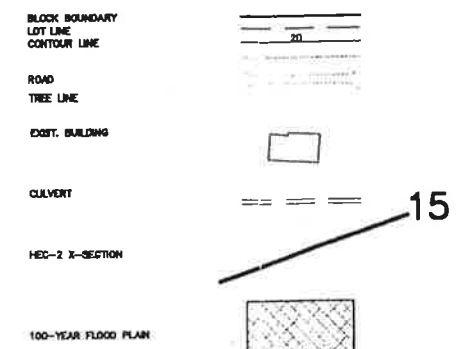 BLOCK BOUNDARY
LOT LINE
CONTOUR LINE
20
ROAD
TREE LINE
EXIST. BUILDING
CULVERT
15
HEC-2 X-SECTION
100-YEAR FLOOD PLAIN